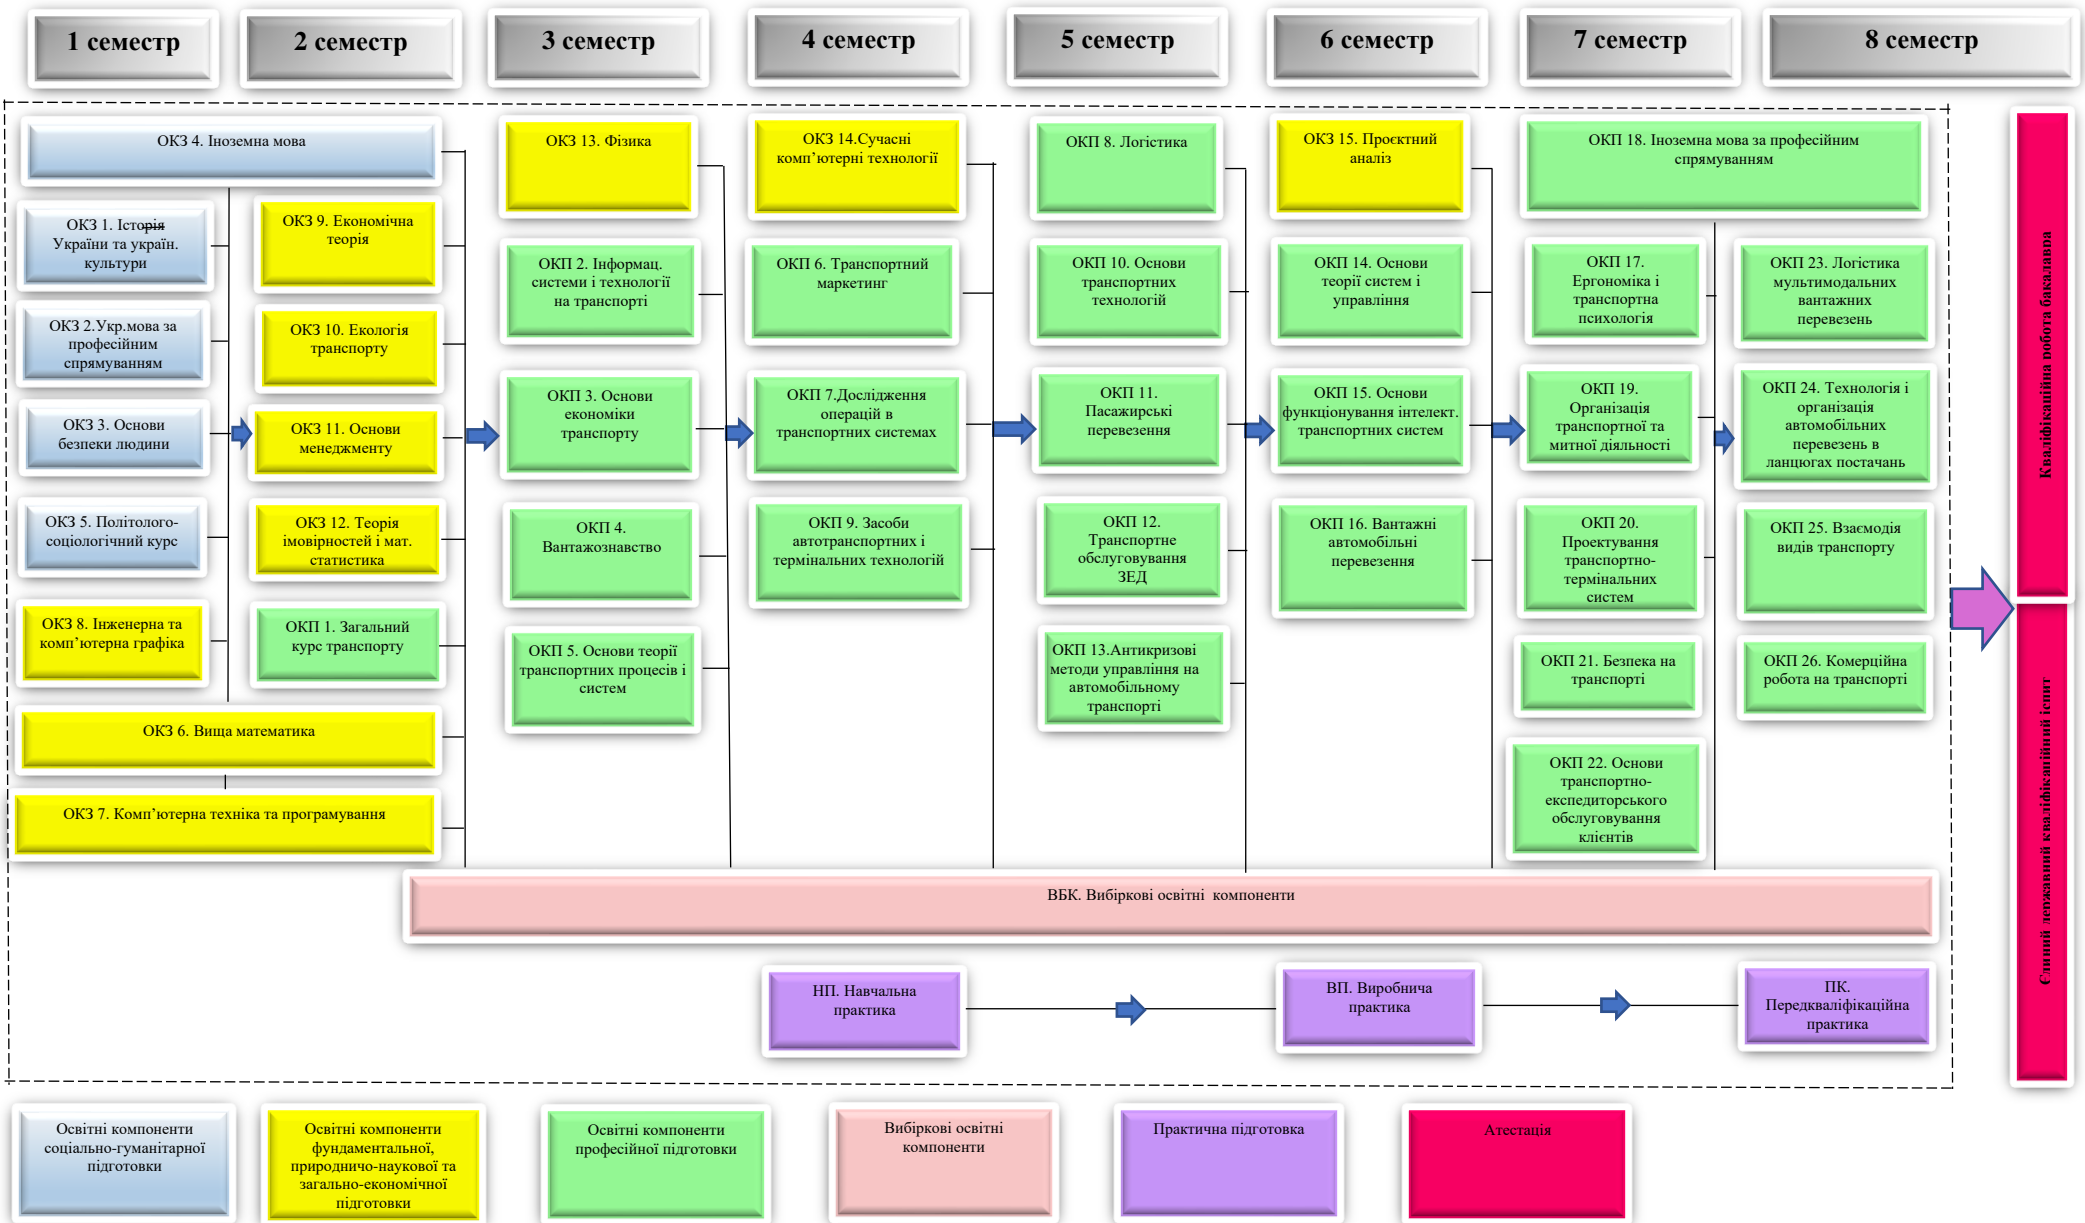 1 семестр
2 семестр
3 семестр
4 семестр
5 семестр
6 семестр
7 семестр
8 семестр
ОКЗ 4. Іноземна мова
ОКЗ 1. Історія
України та україн.
культури
ОКЗ 2.Укр.мова за
професійним
спрямуванням
ОКЗ 3. Основи
безпеки людини
ОКЗ 5. Політолого-
соціологічний курс
ОКЗ 8. Інженерна та
комп’ютерна графіка
ОКЗ 9. Економічна
теорія
ОКЗ 10. Екологія
транспорту
ОКЗ 11. Основи
менеджменту
ОКЗ 12. Теорія
імовірностей і мат.
статистика
ОКП 1. Загальний
курс транспорту
ОКЗ 6. Вища математика
ОКЗ 7. Комп’ютерна техніка та програмування
ОКЗ 13. Фізика
ОКП 2. Інформац.
системи і технології
на транспорті
ОКП 3. Основи
економіки
транспорту
ОКП 4.
Вантажознавство
ОКП 5. Основи теорії
транспортних процесів і
систем
ОКЗ 14.Сучасні
комп’ютерні технології
ОКП 6. Транспортний
маркетинг
ОКП 7.Дослідження
операцій в
транспортних системах
ОКП 9. Засоби
автотранспортних і
термінальних технологій
ОКП 8. Логістика
ОКП 10. Основи
транспортних
технологій
ОКП 11.
Пасажирські
перевезення
ОКП 12.
Транспортне
обслуговування
ЗЕД
ОКП 13.Антикризові
методи управління на
автомобільному
транспорті
ОКЗ 15. Проєктний
аналіз
ОКП 14. Основи
теорії систем і
управління
ОКП 15. Основи
функціонування інтелект.
транспортних систем
ОКП 16. Вантажні
автомобільні
перевезення
ОКП 18. Іноземна мова за професійним
спрямуванням
ОКП 17.
Ергономіка і
транспортна
психологія
ОКП 19.
Організація
транспортної та
митної діяльності
ОКП 20.
Проектування
транспортно-
термінальних
систем
ОКП 21. Безпека на
транспорті
ОКП 22. Основи
транспортно-
експедиторського
обслуговування
клієнтів
ОКП 23. Логістика
мультимодальних
вантажних
перевезень
ОКП 24. Технологія і
організація
автомобільних
перевезень в
ланцюгах постачань
ОКП 25. Взаємодія
видів транспорту
ОКП 26. Комерційна
робота на транспорті
Кваліфікаційна робота бакалавра
Єдиний державний кваліфікаційний іспит
ВБК. Вибіркові освітні компоненти
НП. Навчальна
практика
ВП. Виробнича
практика
ПК.
Передкваліфікаційна
практика
Освітні компоненти
соціально-гуманітарної
підготовки
Освітні компоненти
фундаментальної,
природничо-наукової та
загально-економічної
підготовки
Освітні компоненти
професійної підготовки
Вибіркові освітні
компоненти
Практична підготовка
Атестація